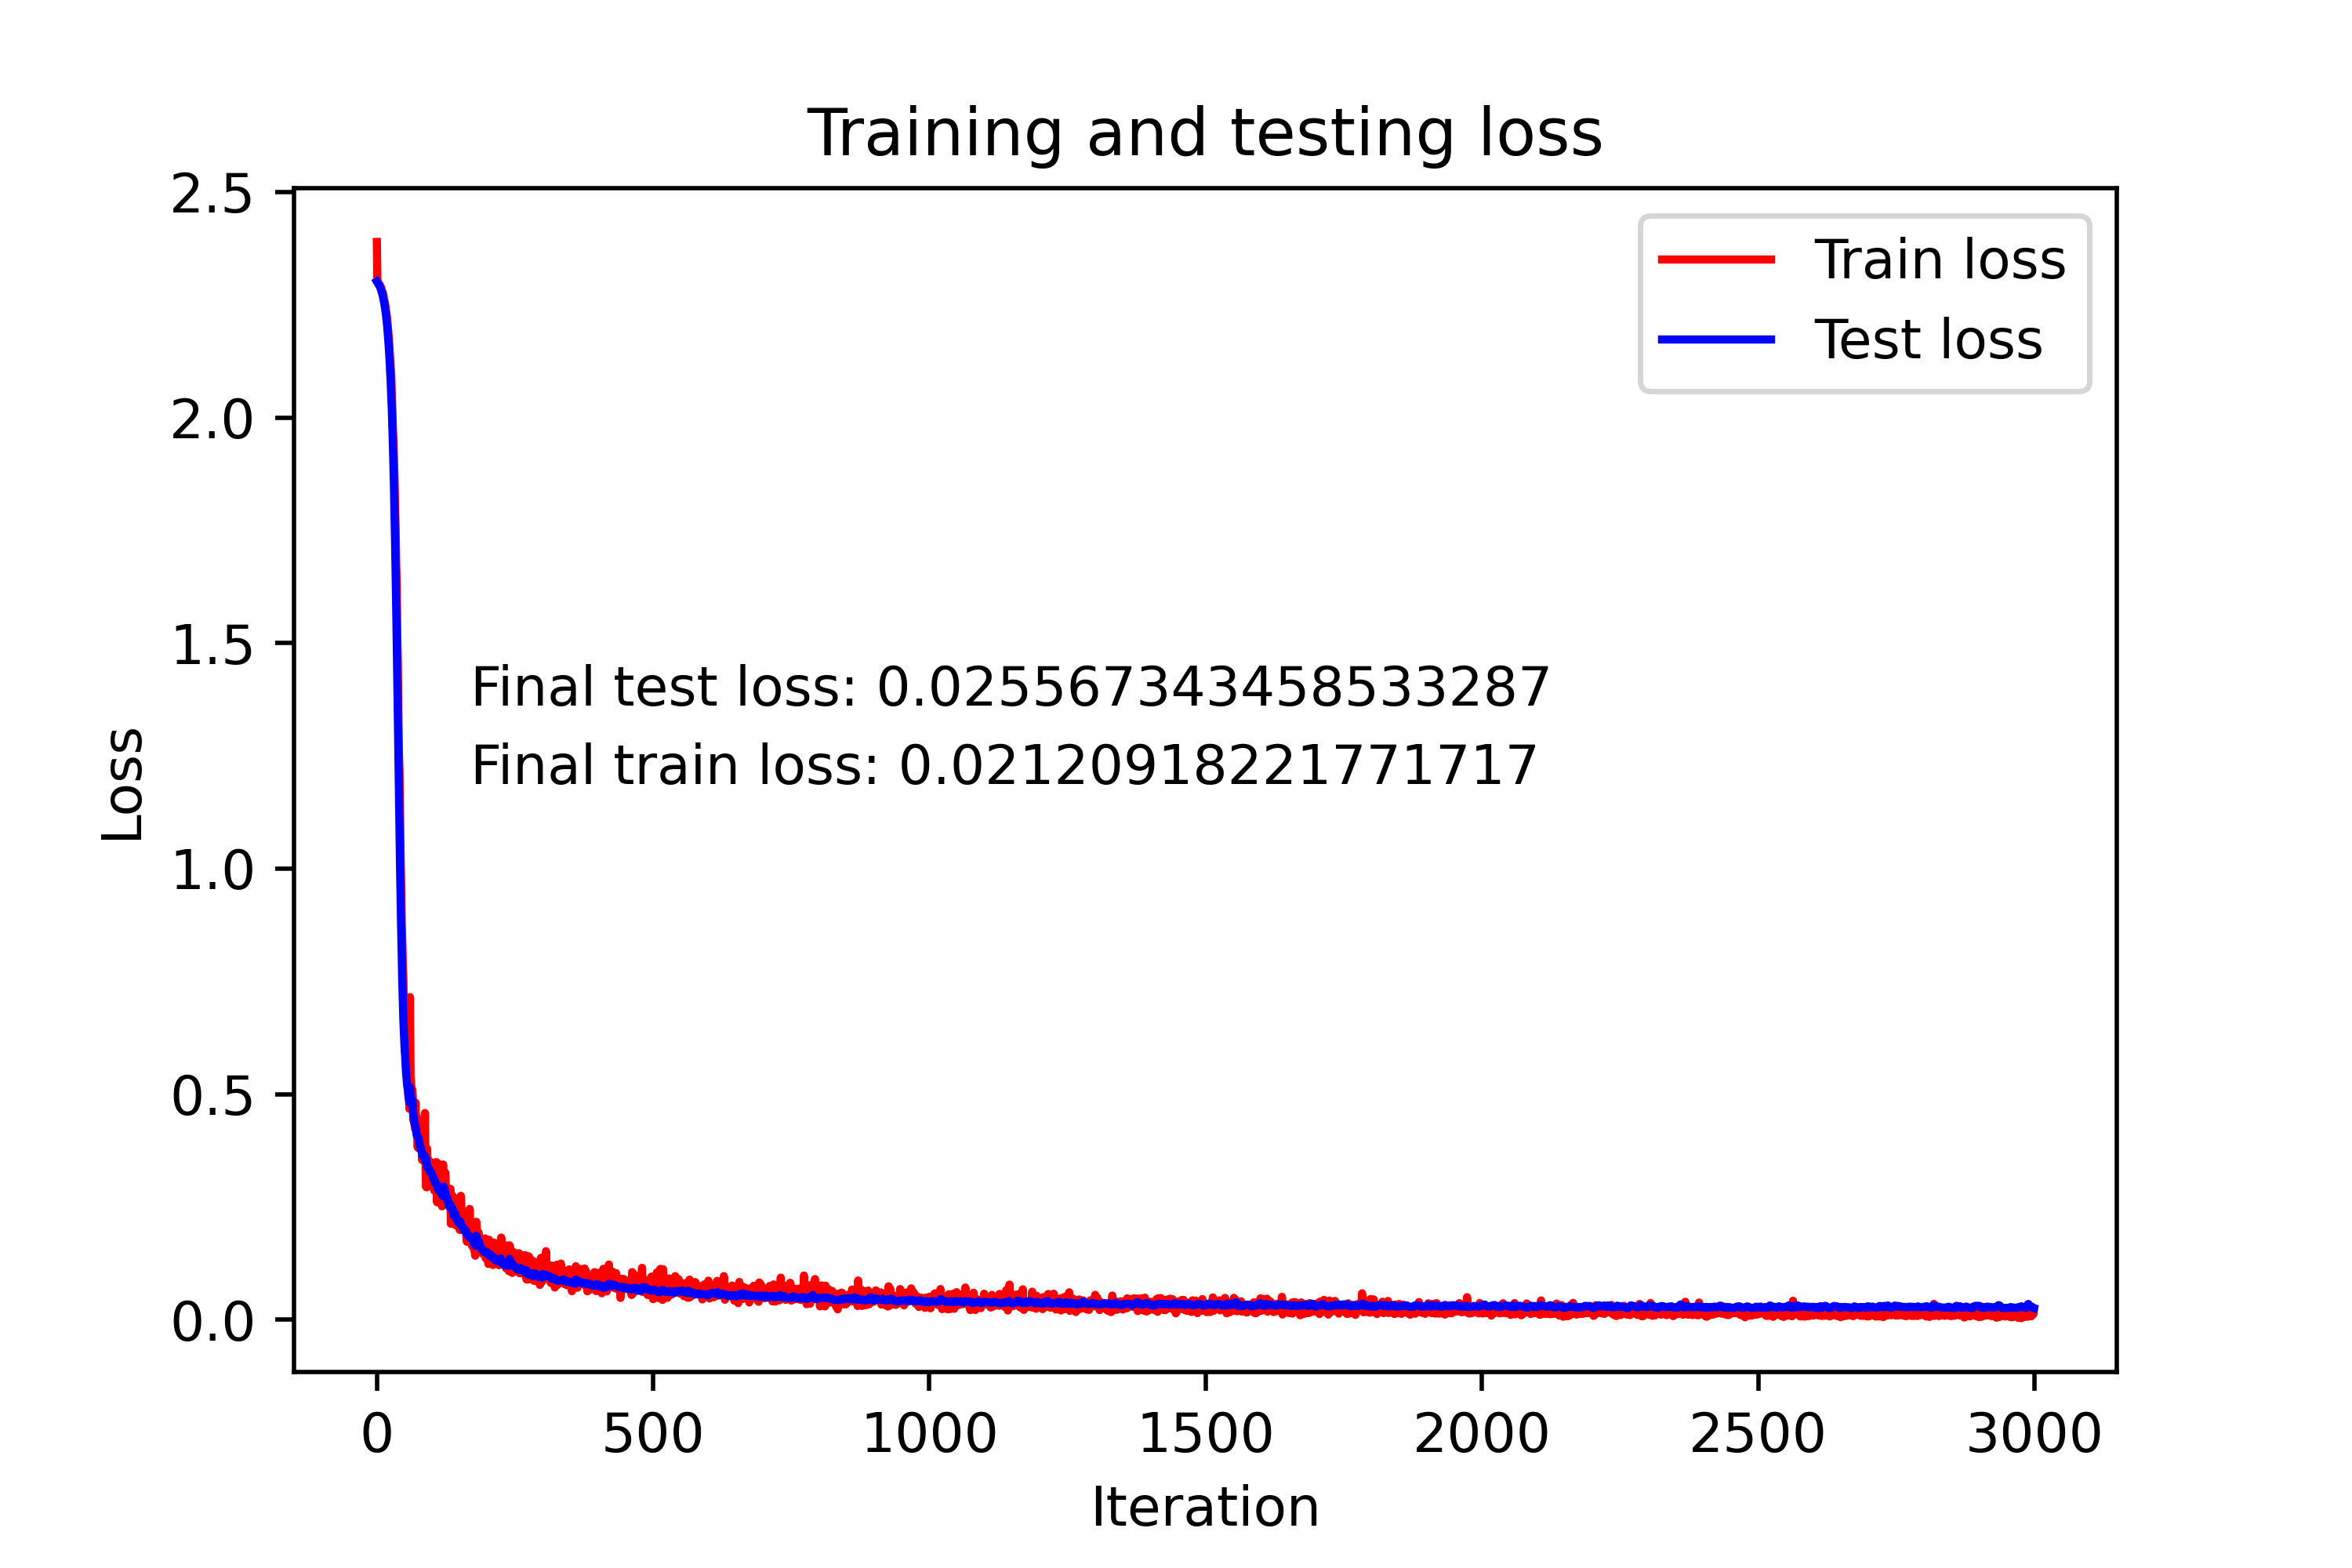 Training and testing loss
2.5
2.0
1.5
1.0
0.5
0.0
Loss
Train loss
Test loss
Final test loss: 0.025567343458533287
Final train loss: 0.021209182217717​17
0
500
1000
1500
2000
2500
3000
Iteration